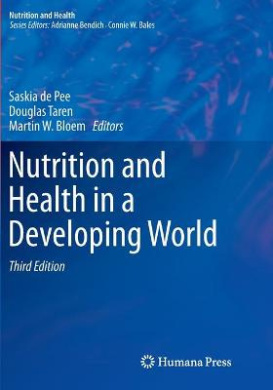 Nutrition and Health
Series Editors: Adrianne Bendich · Connie W. Bales
Saskia de Pee
Douglas Taren
Martin W. Bloem Editors
Nutrition and
Health in a
Developing World
Third Edition
Humana Press